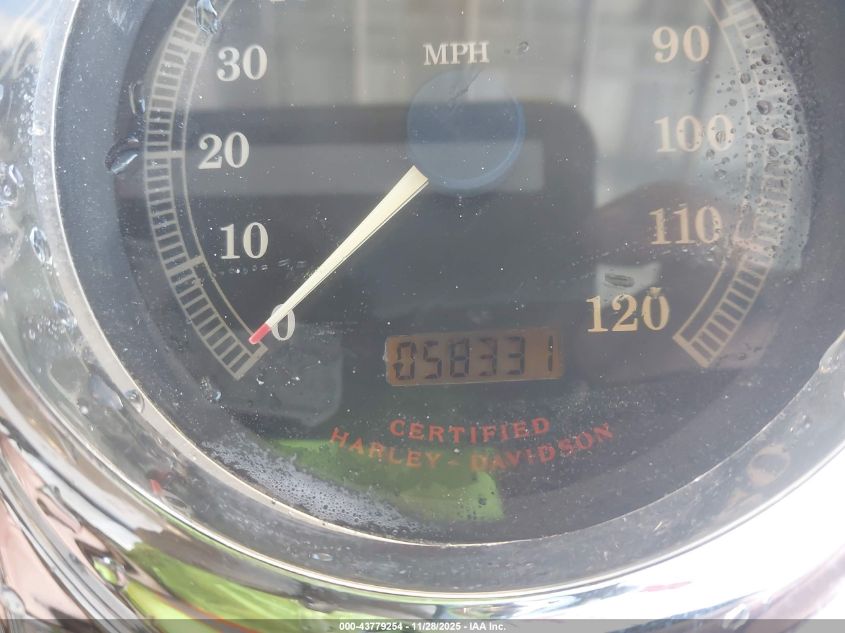 MPH
30
90
20
100
10
110
0
120
058331
CERTIFIED
HARLEY-DAVIDSON
000-43779254 - 11/28/2025 - IAA Inc.